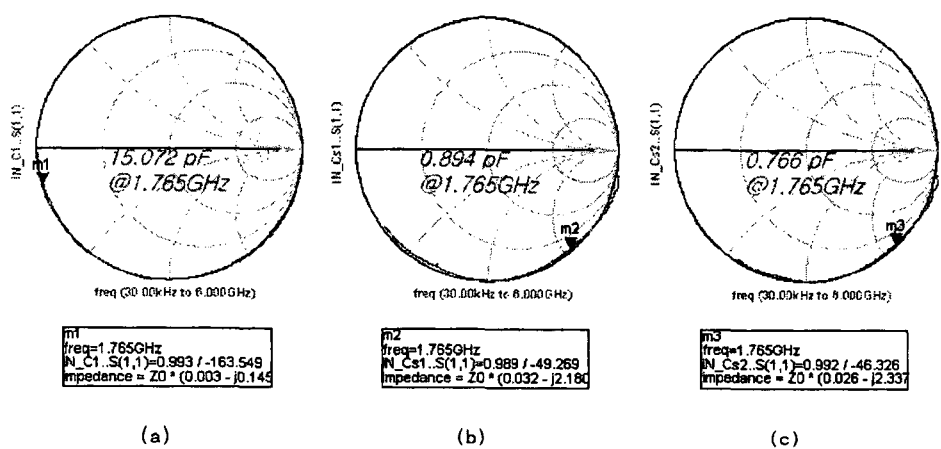 IN_C1..S(1,1)
m1
15.072 pF
@1.765GHz
freq (30.00kHz to 6.000GHz)
m1
freq=1.765GHz
IN_C1..S(1,1)=0.993 / -163.549
impedance = Z0 * (0.003 - j0.145
(a)
IN_Cs1..S(1,1)
0.894 pF
@1.765GHz
m2
freq (30.00kHz to 6.000GHz)
m2
freq=1.765GHz
IN_Cs1..S(1,1)=0.989 / -49.269
impedance = Z0 * (0.032 - j2.180
(b)
IN_Cs2..S(1,1)
0.766 pF
@1.765GHz
m3
freq (30.00kHz to 6.000GHz)
m3
freq=1.765GHz
IN_Cs2..S(1,1)=0.992 / -46.326
impedance = Z0 * (0.026 - j2.337
(c)